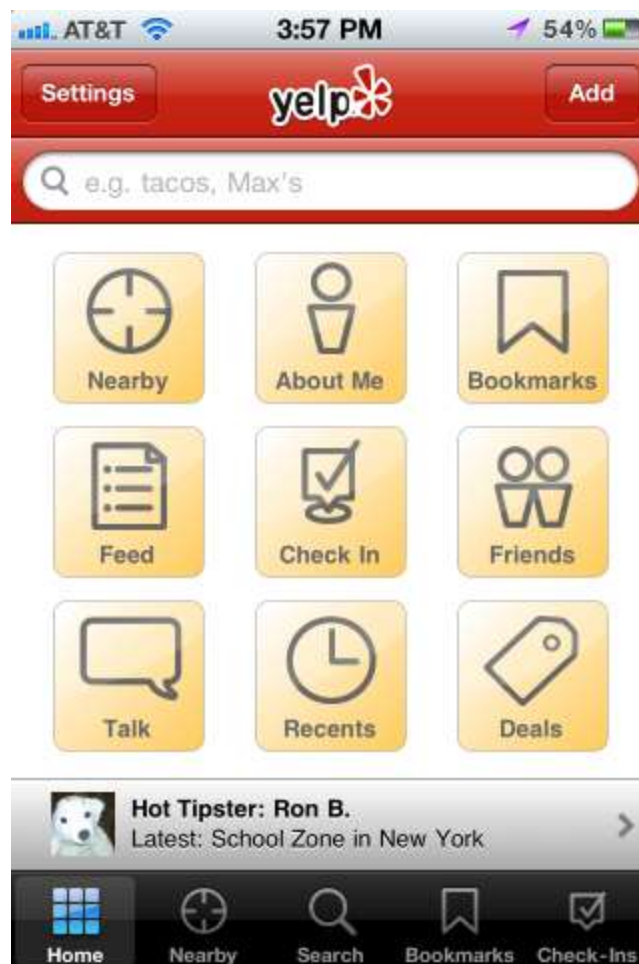 AT&T 3:57 PM 54%
Settings yelp Add
e.g. tacos, Max's
Nearby About Me Bookmarks
Feed Check In Friends
Talk Recents Deals
Hot Tipster: Ron B.
Latest: School Zone in New York
Home Nearby Search Bookmarks Check-Ins